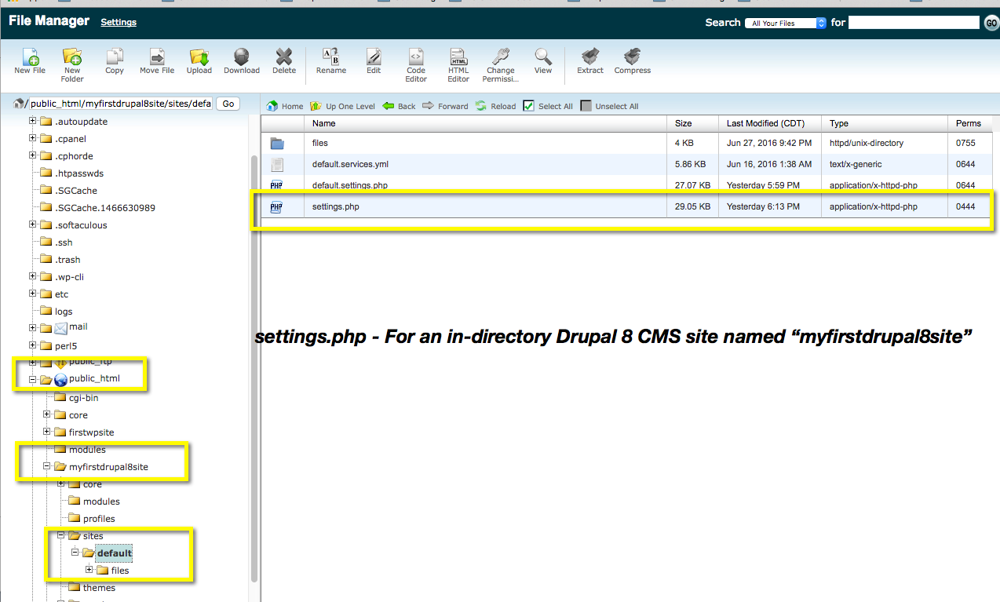 File Manager Settings Search All Your Files for GO
New File New Folder Copy Move File Upload Download Delete Rename Edit Code Editor HTML Editor Change Permissi... View Extract Compress
/ public_html/myfirstdrupal8site/sites/defa Go
Home Up One Level Back Forward Reload Select All Unselect All
Name Size Last Modified (CDT) Type Perms
files 4 KB Jun 27, 2016 9:42 PM httpd/unix-directory 0755
default.services.yml 5.86 KB Jun 16, 2016 1:38 AM text/x-generic 0644
default.settings.php 27.07 KB Yesterday 5:59 PM application/x-httpd-php 0644
settings.php 29.05 KB Yesterday 6:13 PM application/x-httpd-php 0444
settings.php - For an in-directory Drupal 8 CMS site named “myfirstdrupal8site”
.autoupdate
.cpanel
.cphorde
.htpasswds
.SGCache
.SGCache.1466630989
.softaculous
.ssh
.trash
.wp-cli
etc
logs
mail
perl5
public_ftp
public_html
cgi-bin
core
firstwpsite
modules
myfirstdrupal8site
core
modules
profiles
sites
default
files
themes